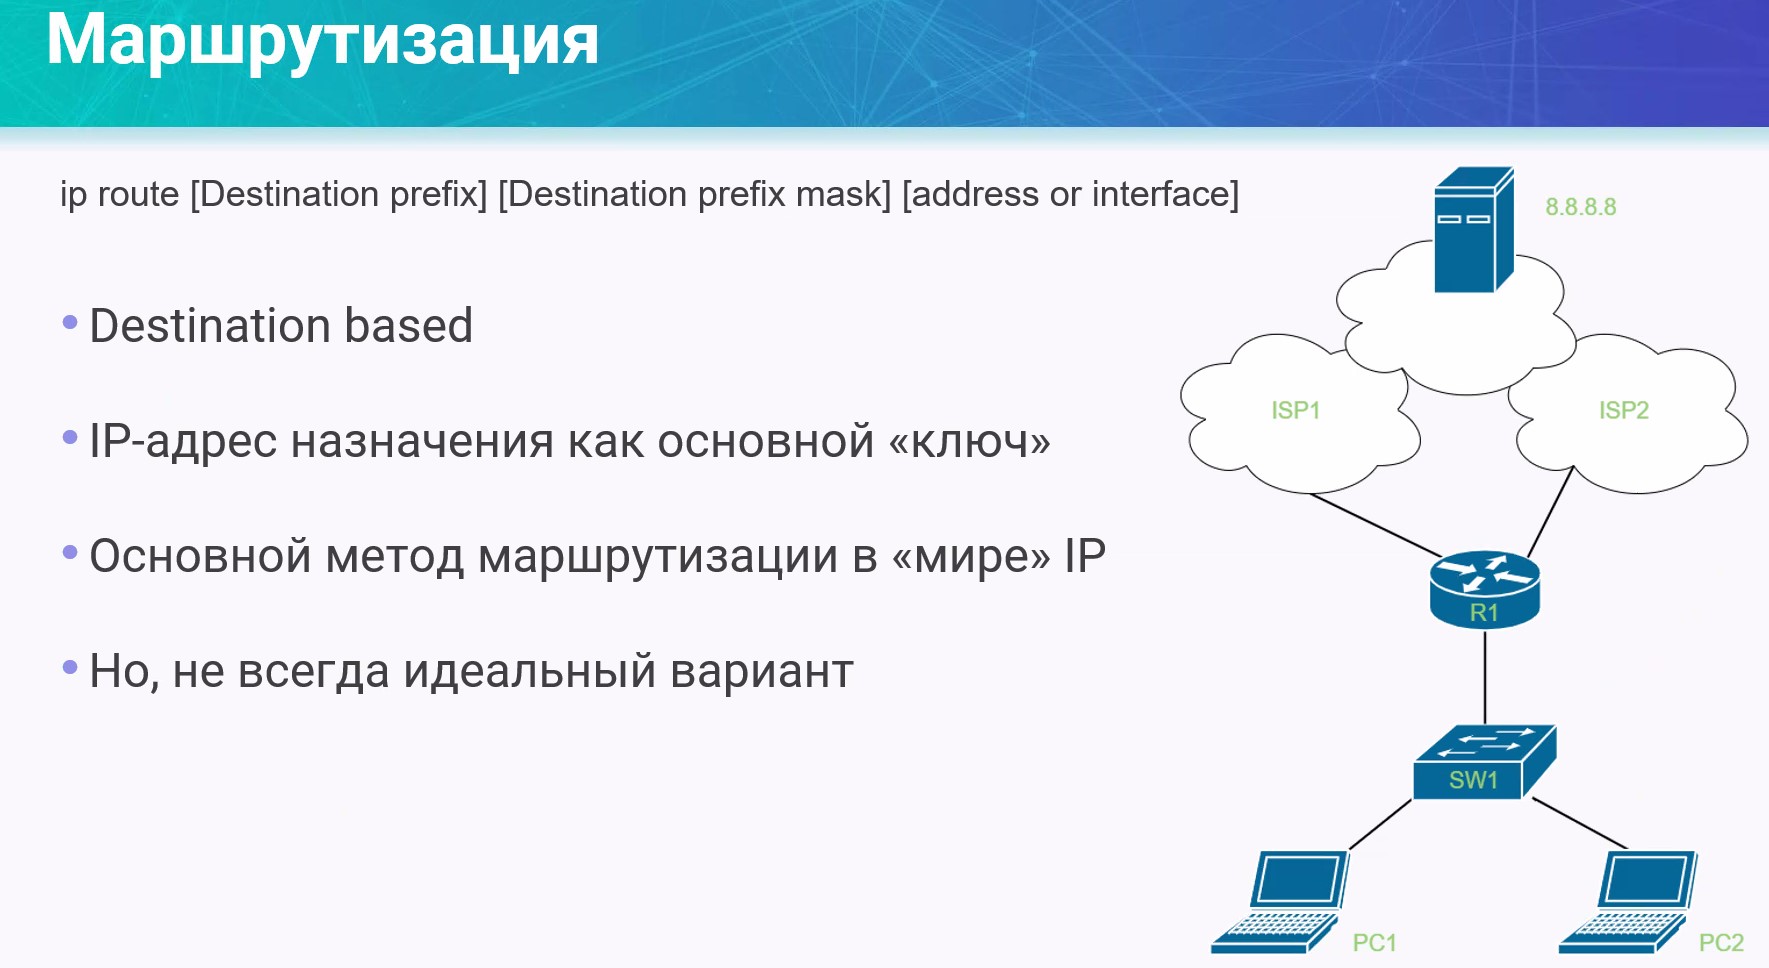 Маршрутизация
ip route [Destination prefix] [Destination prefix mask] [address or interface]
• Destination based
• IP-адрес назначения как основной «ключ»
• Основной метод маршрутизации в «мире» IP
• Но, не всегда идеальный вариант
8.8.8.8
ISP1
ISP2
R1
SW1
PC1
PC2